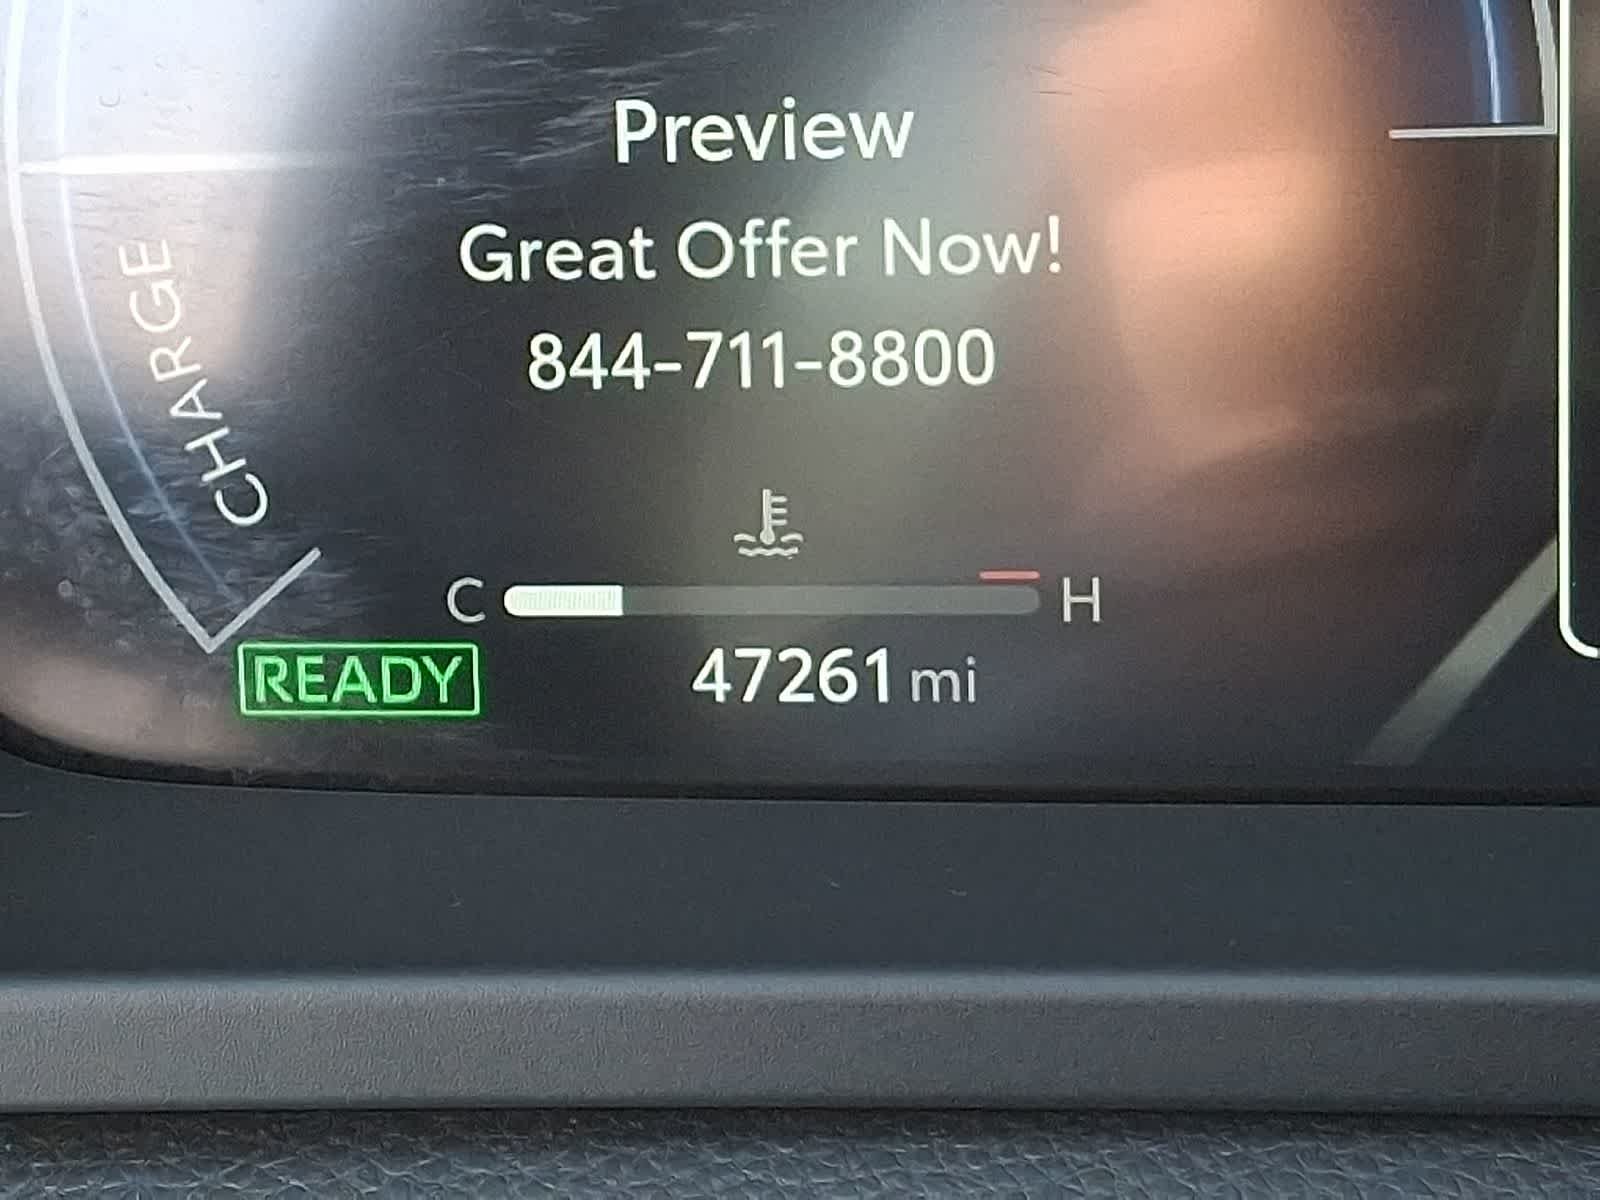 Preview
Great Offer Now!
844-711-8800
CHARGE
C H
READY 47261 mi